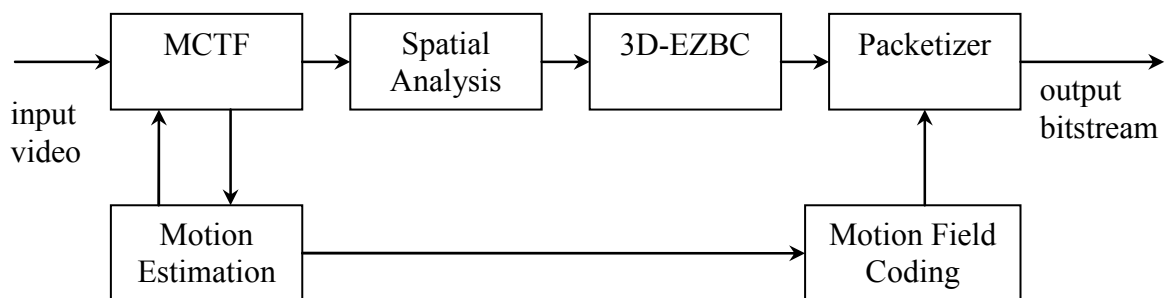 MCTF
Spatial
Analysis
3D-EZBC
Packetizer
input
video
output
bitstream
Motion
Estimation
Motion Field
Coding